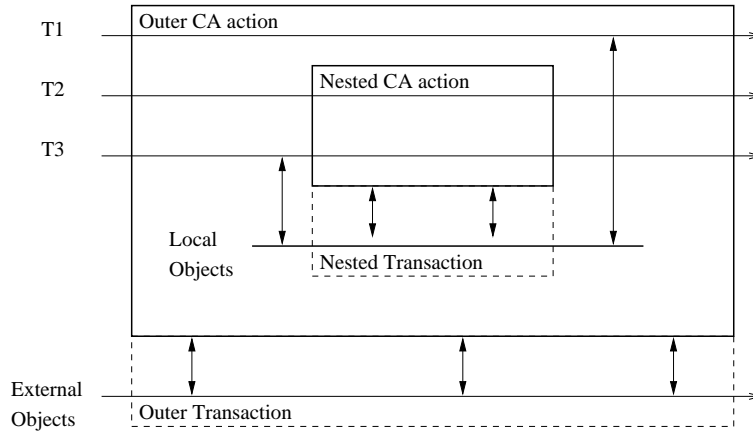 T1
Outer CA action
T2
Nested CA action
T3
Local
Objects
Nested Transaction
External
Objects
Outer Transaction